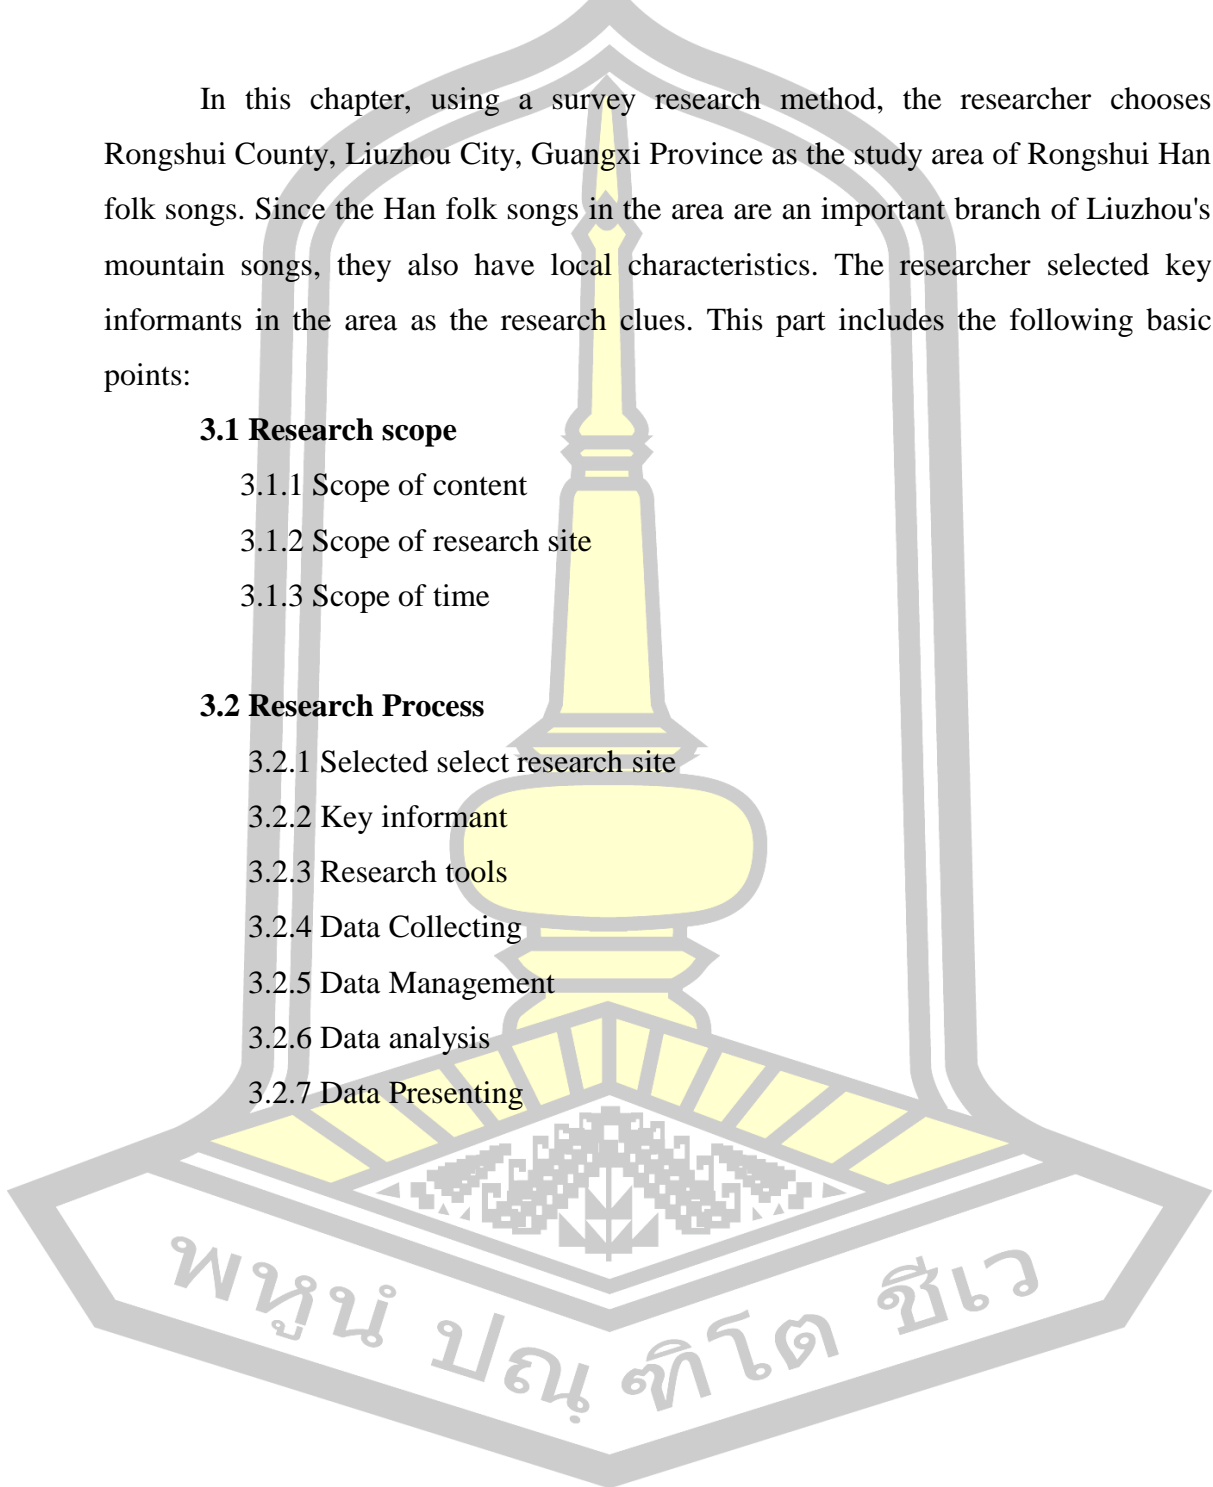 In this chapter, using a survey research method, the researcher chooses
Rongshui County, Liuzhou City, Guangxi Province as the study area of Rongshui Han
folk songs. Since the Han folk songs in the area are an important branch of Liuzhou's
mountain songs, they also have local characteristics. The researcher selected key
informants in the area as the research clues. This part includes the following basic
points:
3.1 Research scope
3.1.1 Scope of content
3.1.2 Scope of research site
3.1.3 Scope of time
3.2 Research Process
3.2.1 Selected select research site
3.2.2 Key informant
3.2.3 Research tools
3.2.4 Data Collecting
3.2.5 Data Management
3.2.6 Data analysis
3.2.7 Data Presenting
พหูนํ ปณฺฑิโต ชีเว